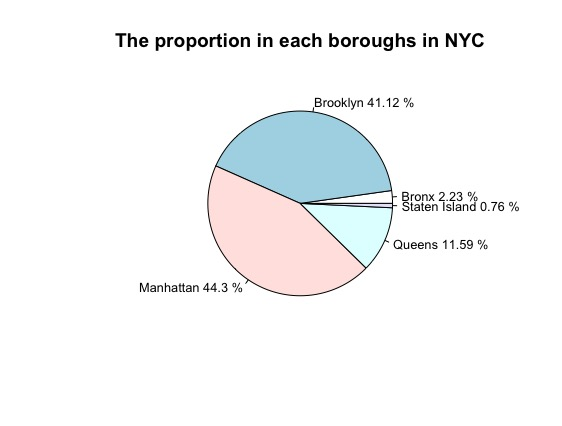 The proportion in each boroughs in NYC
Brooklyn 41.12 %
Bronx 2.23 %
Staten Island 0.76 %
Queens 11.59 %
Manhattan 44.3 %